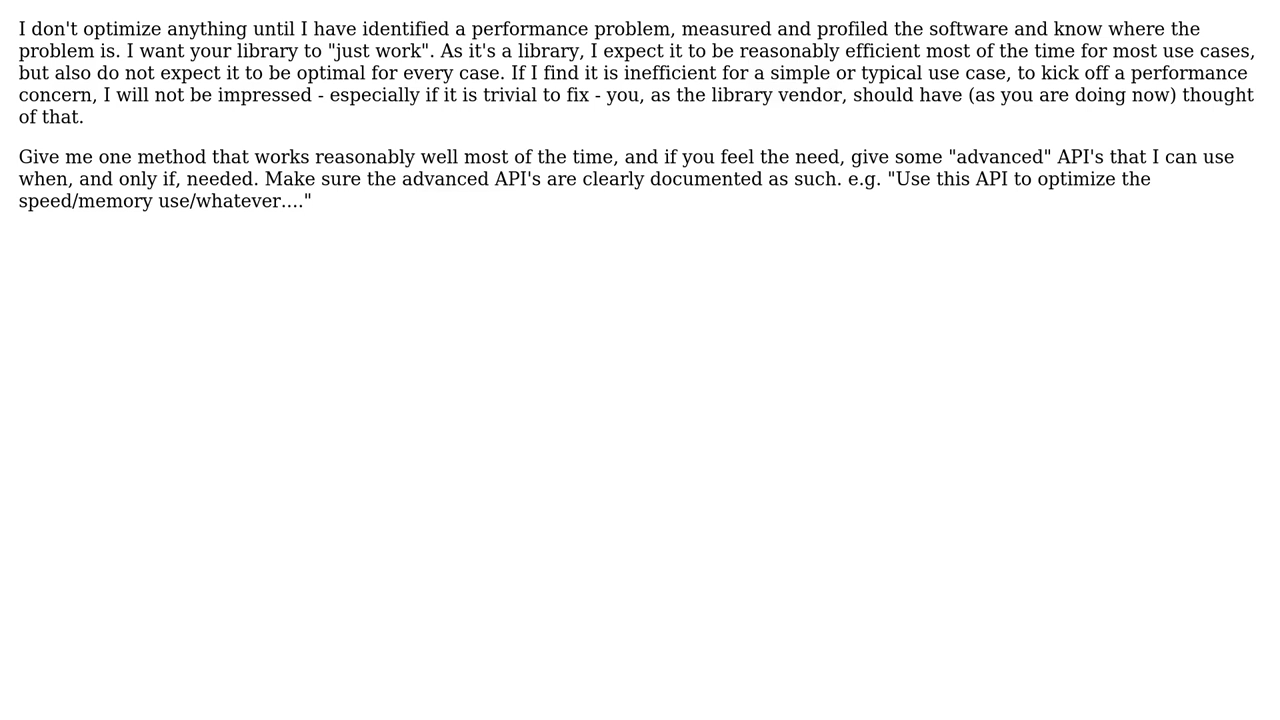 I don't optimize anything until I have identified a performance problem, measured and profiled the software and know where the
problem is. I want your library to "just work". As it's a library, I expect it to be reasonably efficient most of the time for most use cases,
but also do not expect it to be optimal for every case. If I find it is inefficient for a simple or typical use case, to kick off a performance
concern, I will not be impressed - especially if it is trivial to fix - you, as the library vendor, should have (as you are doing now) thought
of that.
Give me one method that works reasonably well most of the time, and if you feel the need, give some "advanced" API's that I can use
when, and only if, needed. Make sure the advanced API's are clearly documented as such. e.g. "Use this API to optimize the
speed/memory use/whatever...."